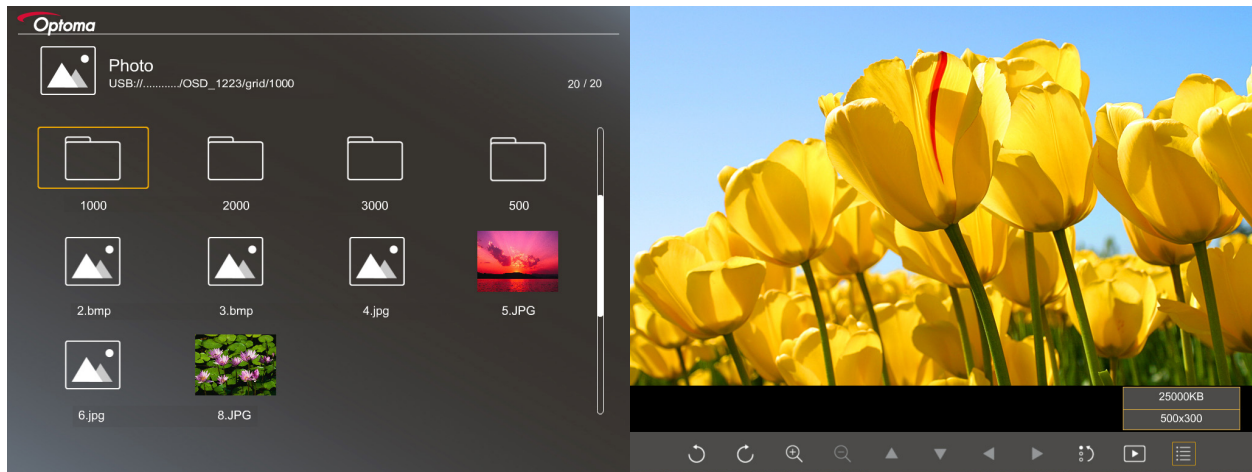 Optoma
Photo
USB://.........../OSD_1223/grid/1000
20 / 20
1000
2000
3000
500
2.bmp
3.bmp
4.jpg
5.JPG
6.jpg
8.JPG
25000KB
500x300